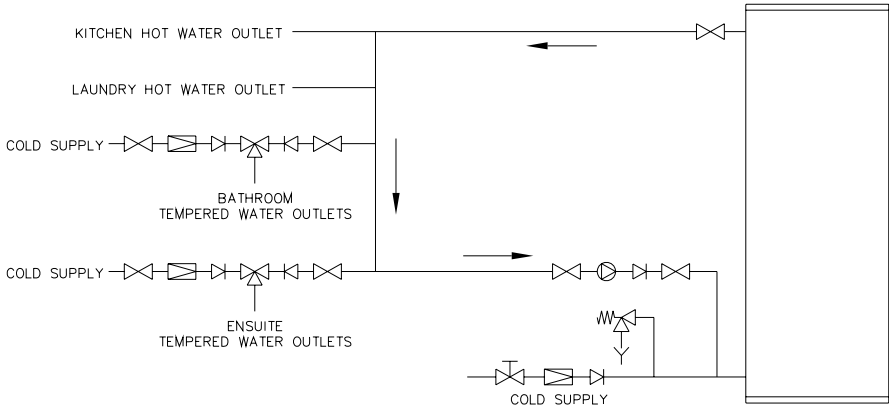 KITCHEN HOT WATER OUTLET
LAUNDRY HOT WATER OUTLET
COLD SUPPLY
BATHROOM
TEMPERED WATER OUTLETS
COLD SUPPLY
ENSUITE
TEMPERED WATER OUTLETS
COLD SUPPLY